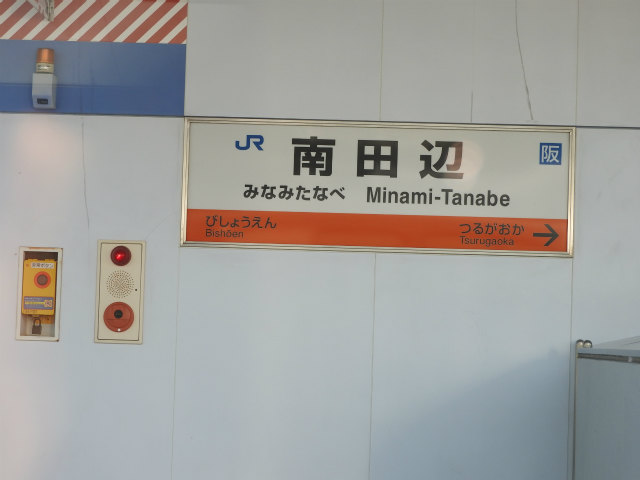 JR 南田辺 阪
みなみたなべ Minami-Tanabe
びしょうえん
Bishōen
つるがおか
Tsurugaoka